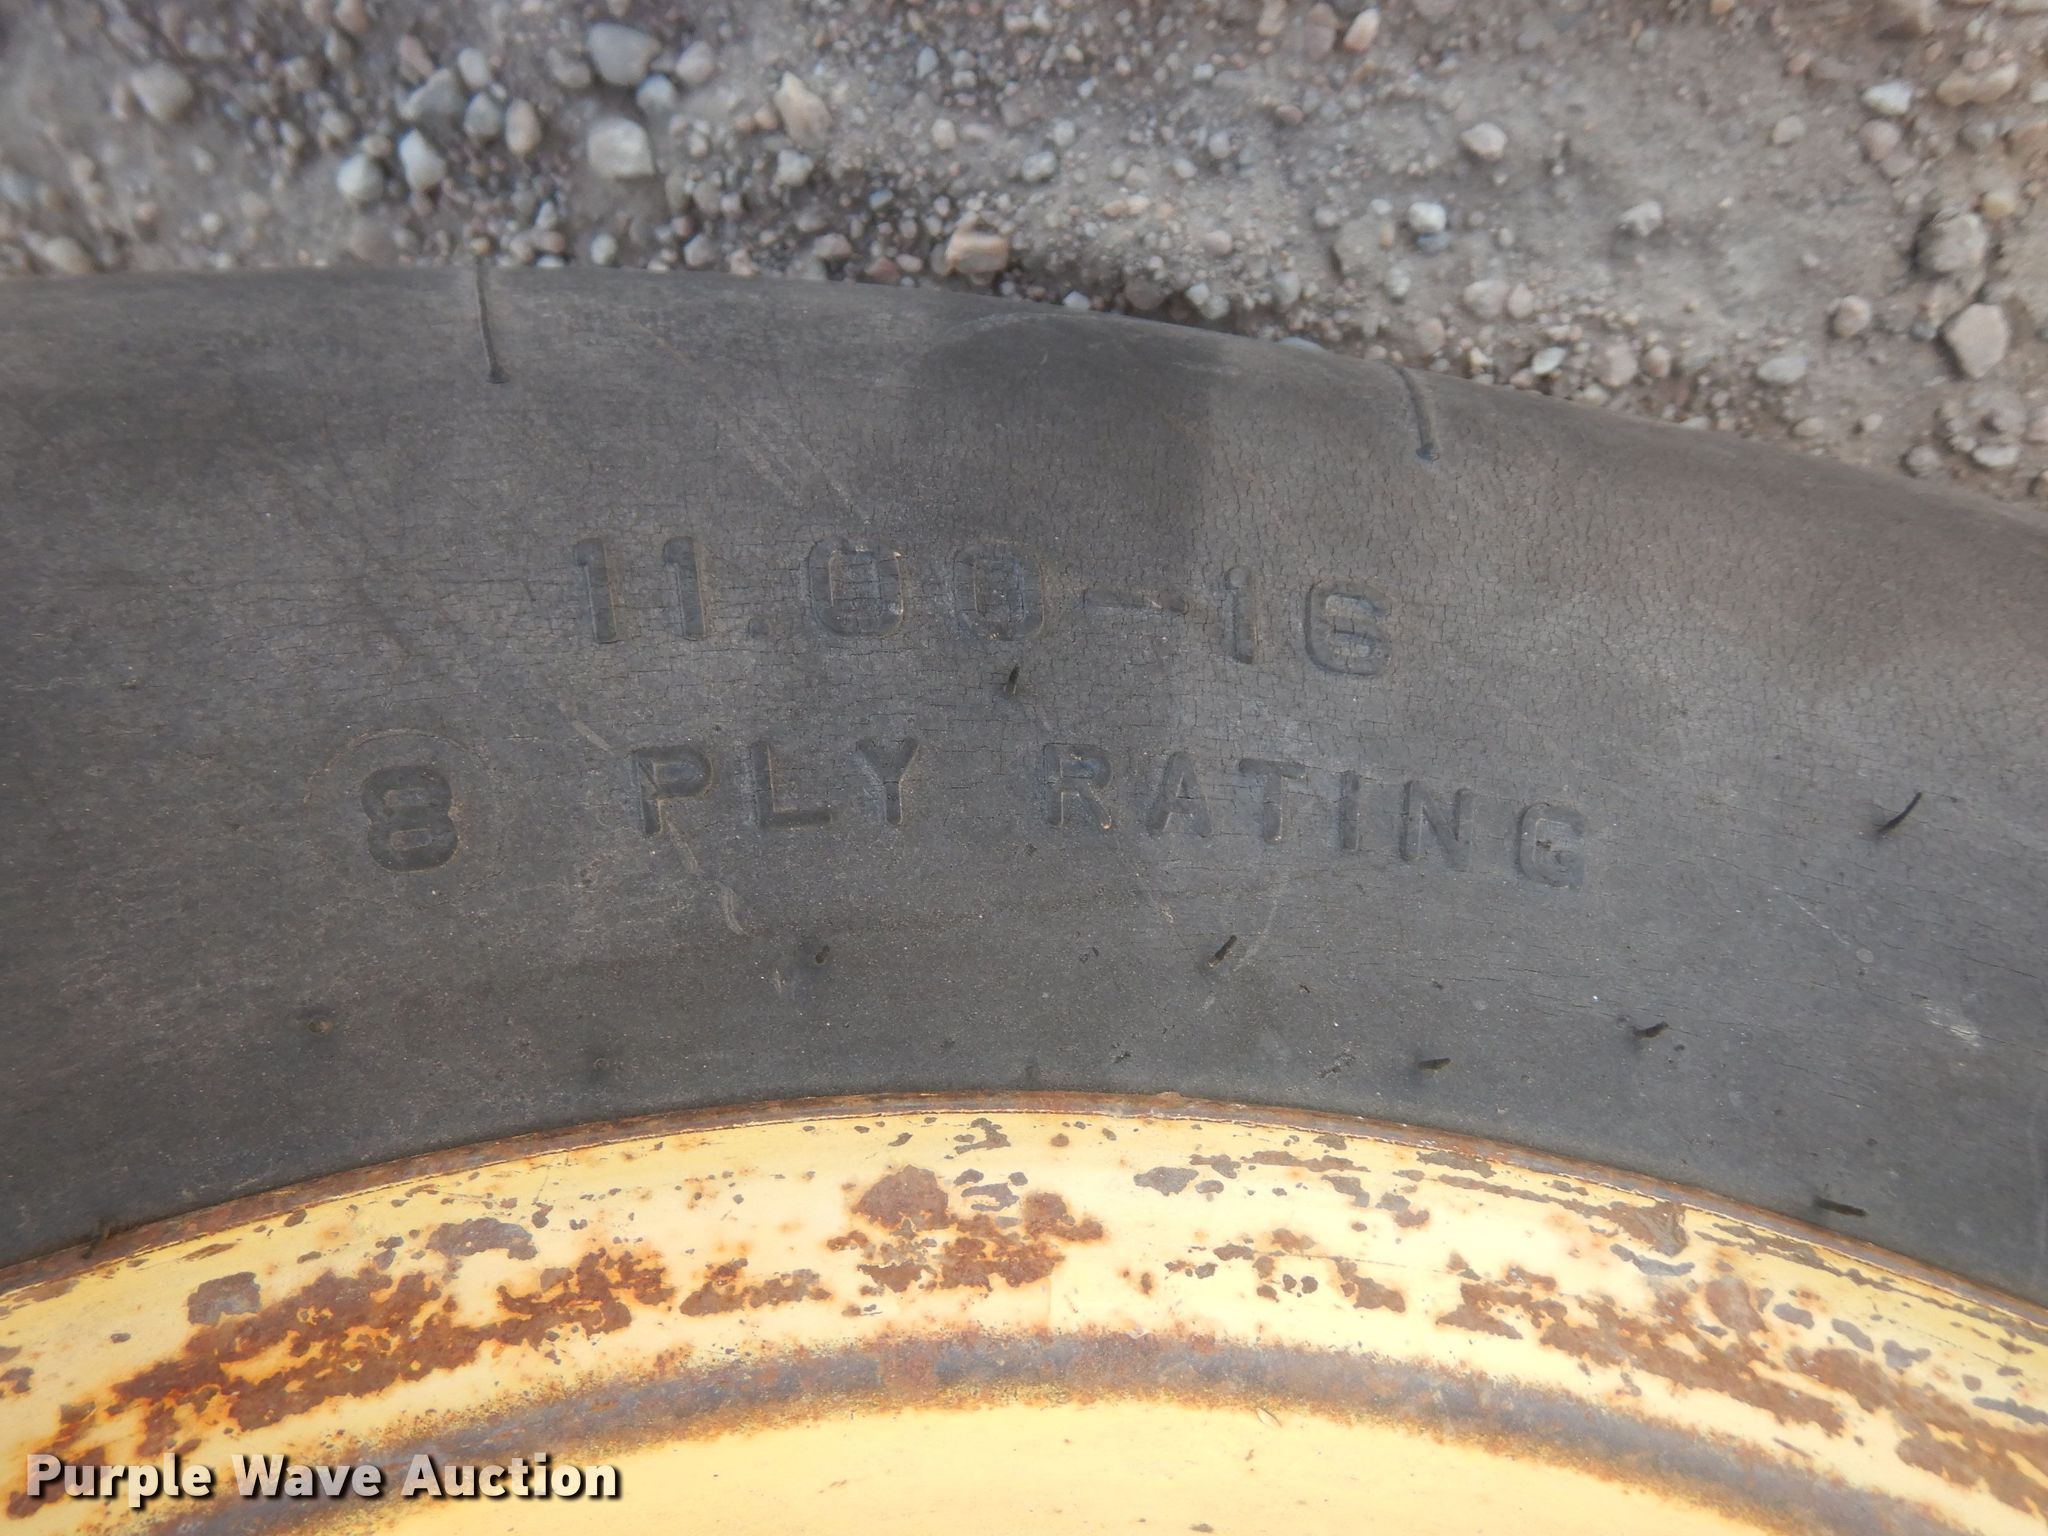 11.00-16
8 PLY RATING
Purple Wave Auction